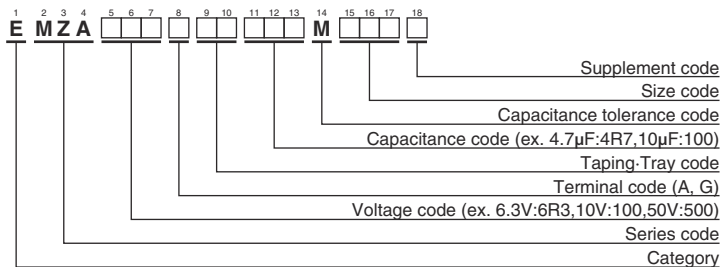 1 2 3 4 5 6 7 8 9 10 11 12 13 14 15 16 17 18
E M Z A M
Supplement code
Size code
Capacitance tolerance code
Capacitance code (ex. 4.7μF:4R7,10μF:100)
Taping·Tray code
Terminal code (A, G)
Voltage code (ex. 6.3V:6R3,10V:100,50V:500)
Series code
Category